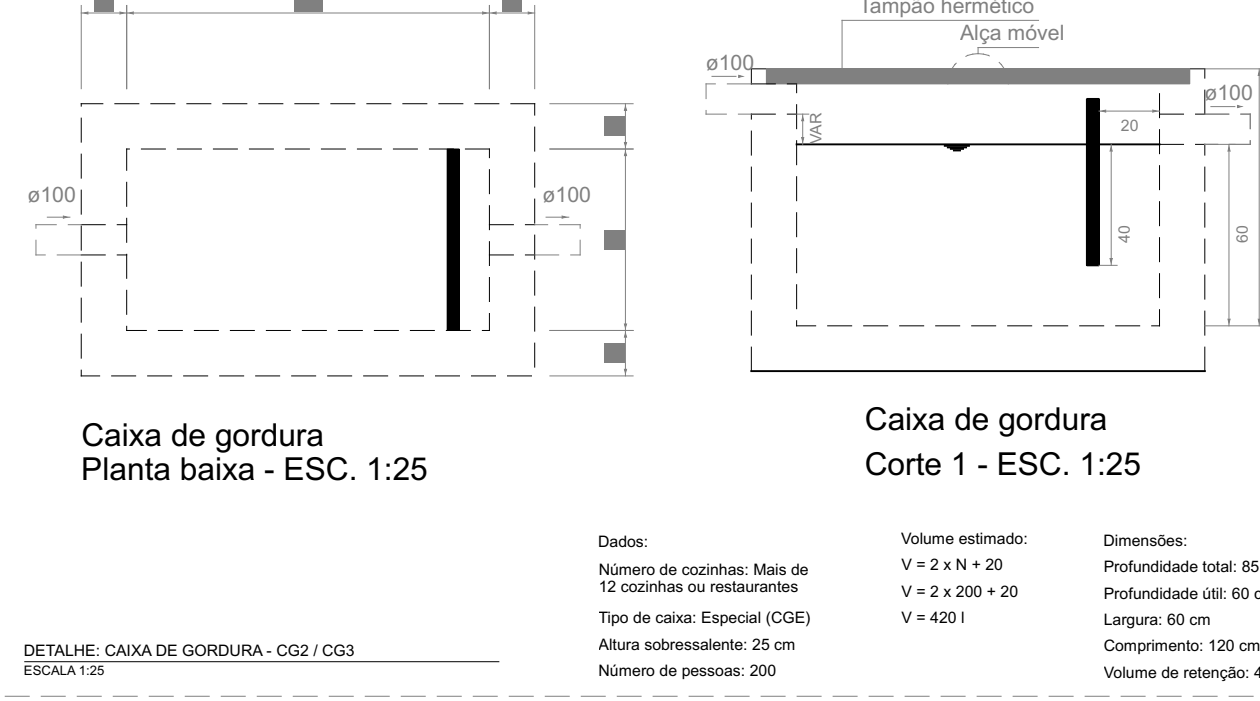 Tampão hermético
Alça móvel
ø100
ø100
VAR
20
40
60
ø100
ø100
Caixa de gordura
Planta baixa - ESC. 1:25
Caixa de gordura
Corte 1 - ESC. 1:25
Dados:
Número de cozinhas: Mais de
12 cozinhas ou restaurantes
Tipo de caixa: Especial (CGE)
Altura sobressalente: 25 cm
Número de pessoas: 200
Volume estimado:
V = 2 x N + 20
V = 2 x 200 + 20
V = 420 l
Dimensões:
Profundidade total: 85
Profundidade útil: 60 c
Largura: 60 cm
Comprimento: 120 cm
Volume de retenção: 4
DETALHE: CAIXA DE GORDURA - CG2 / CG3
ESCALA 1:25